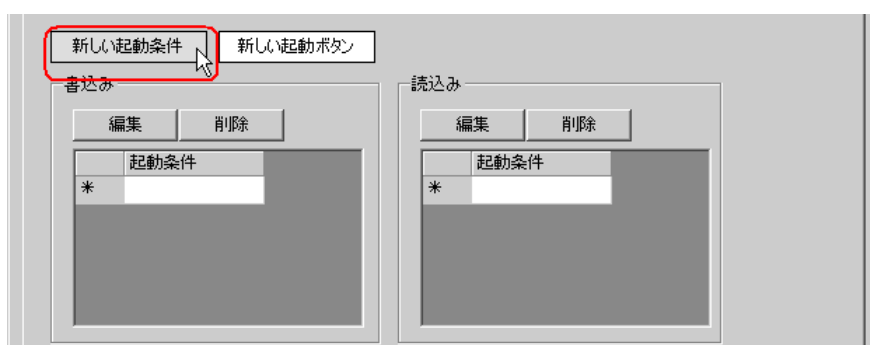 新しい起動条件 新しい起動ボタン
書込み 読込み
編集 削除 編集 削除
起動条件 起動条件
* *